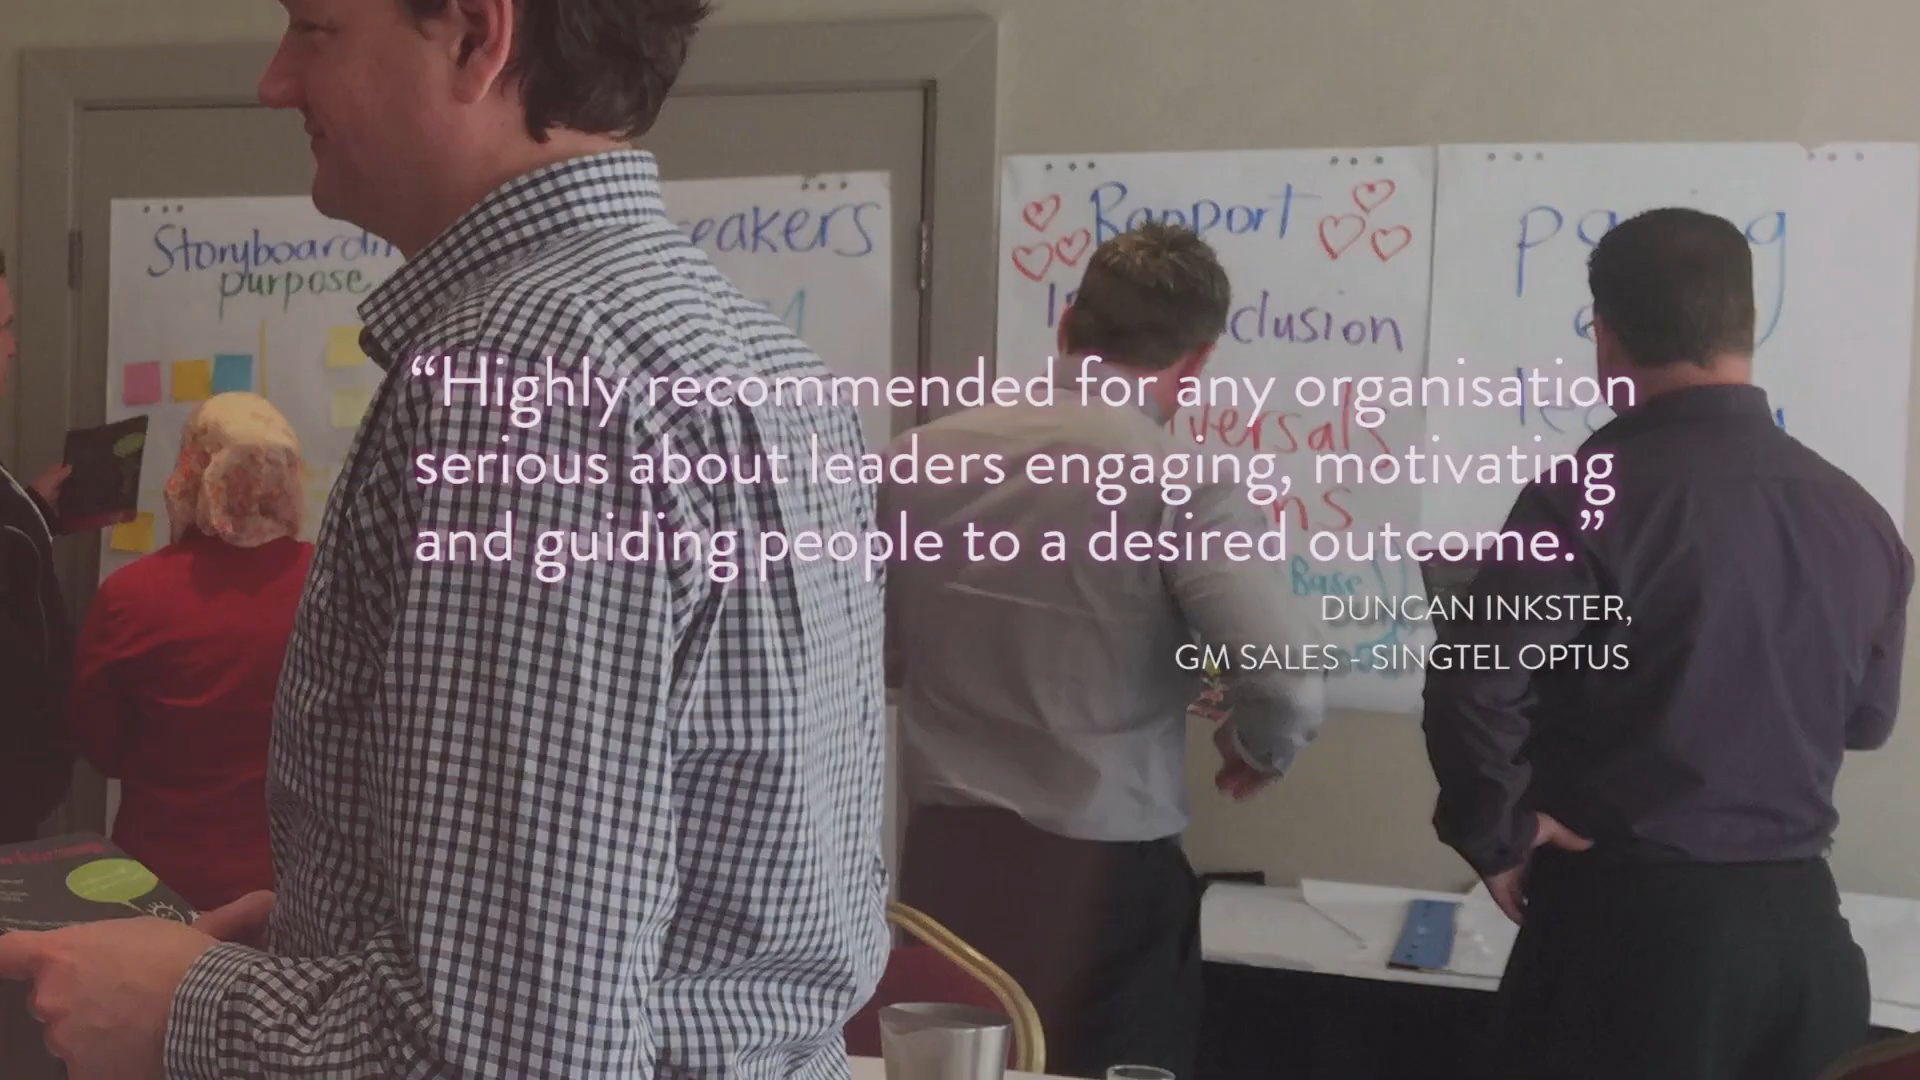 Storyboardin
purpose
eakers
Rapport
clusion
“Highly recommended for any organisation
serious about leaders engaging, motivating
and guiding people to a desired outcome.”
DUNCAN INKSTER,
GM SALES - SINGTEL OPTUS